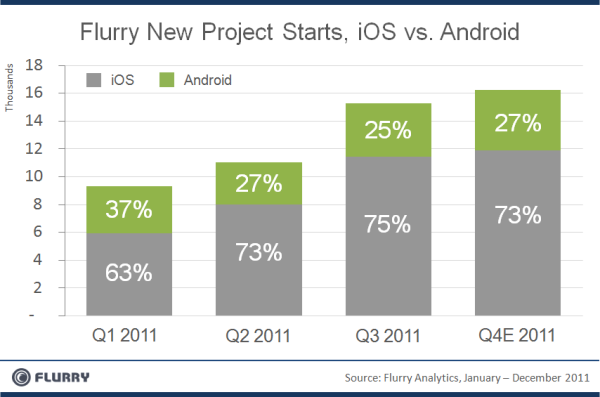 Flurry New Project Starts, iOS vs. Android
Thousands
iOS
Android
18
16
14
12
10
8
6
4
2
-
37%
63%
27%
73%
25%
75%
27%
73%
Q1 2011
Q2 2011
Q3 2011
Q4E 2011
FLURRY
Source: Flurry Analytics, January – December 2011